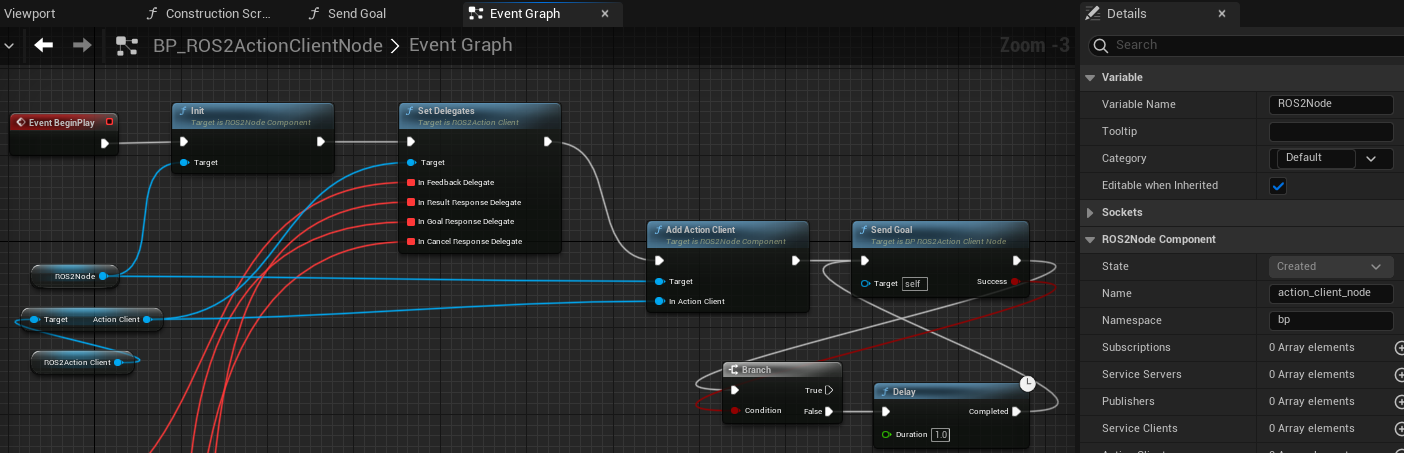 Viewport
Construction Scr...
Send Goal
Event Graph
Details
BP_ROS2ActionClientNode > Event Graph
Zoom -3
Search
Variable
Variable Name
ROS2Node
Tooltip
Category
Default
Editable when Inherited
Sockets
ROS2Node Component
State
Created
Name
action_client_node
Namespace
bp
Subscriptions
0 Array elements
Service Servers
0 Array elements
Publishers
0 Array elements
Service Clients
0 Array elements
Event BeginPlay
Init
Target is ROS2Node Component
Target
Set Delegates
Target is ROS2Action Client
Target
In Feedback Delegate
In Result Response Delegate
In Goal Response Delegate
In Cancel Response Delegate
ROS2Node
Target
Action Client
ROS2Action Client
Add Action Client
Target is ROS2Node Component
Target
In Action Client
Send Goal
Target is BP ROS2Action Client Node
Target
self
Success
Branch
True
Condition
False
Delay
Completed
Duration
1.0